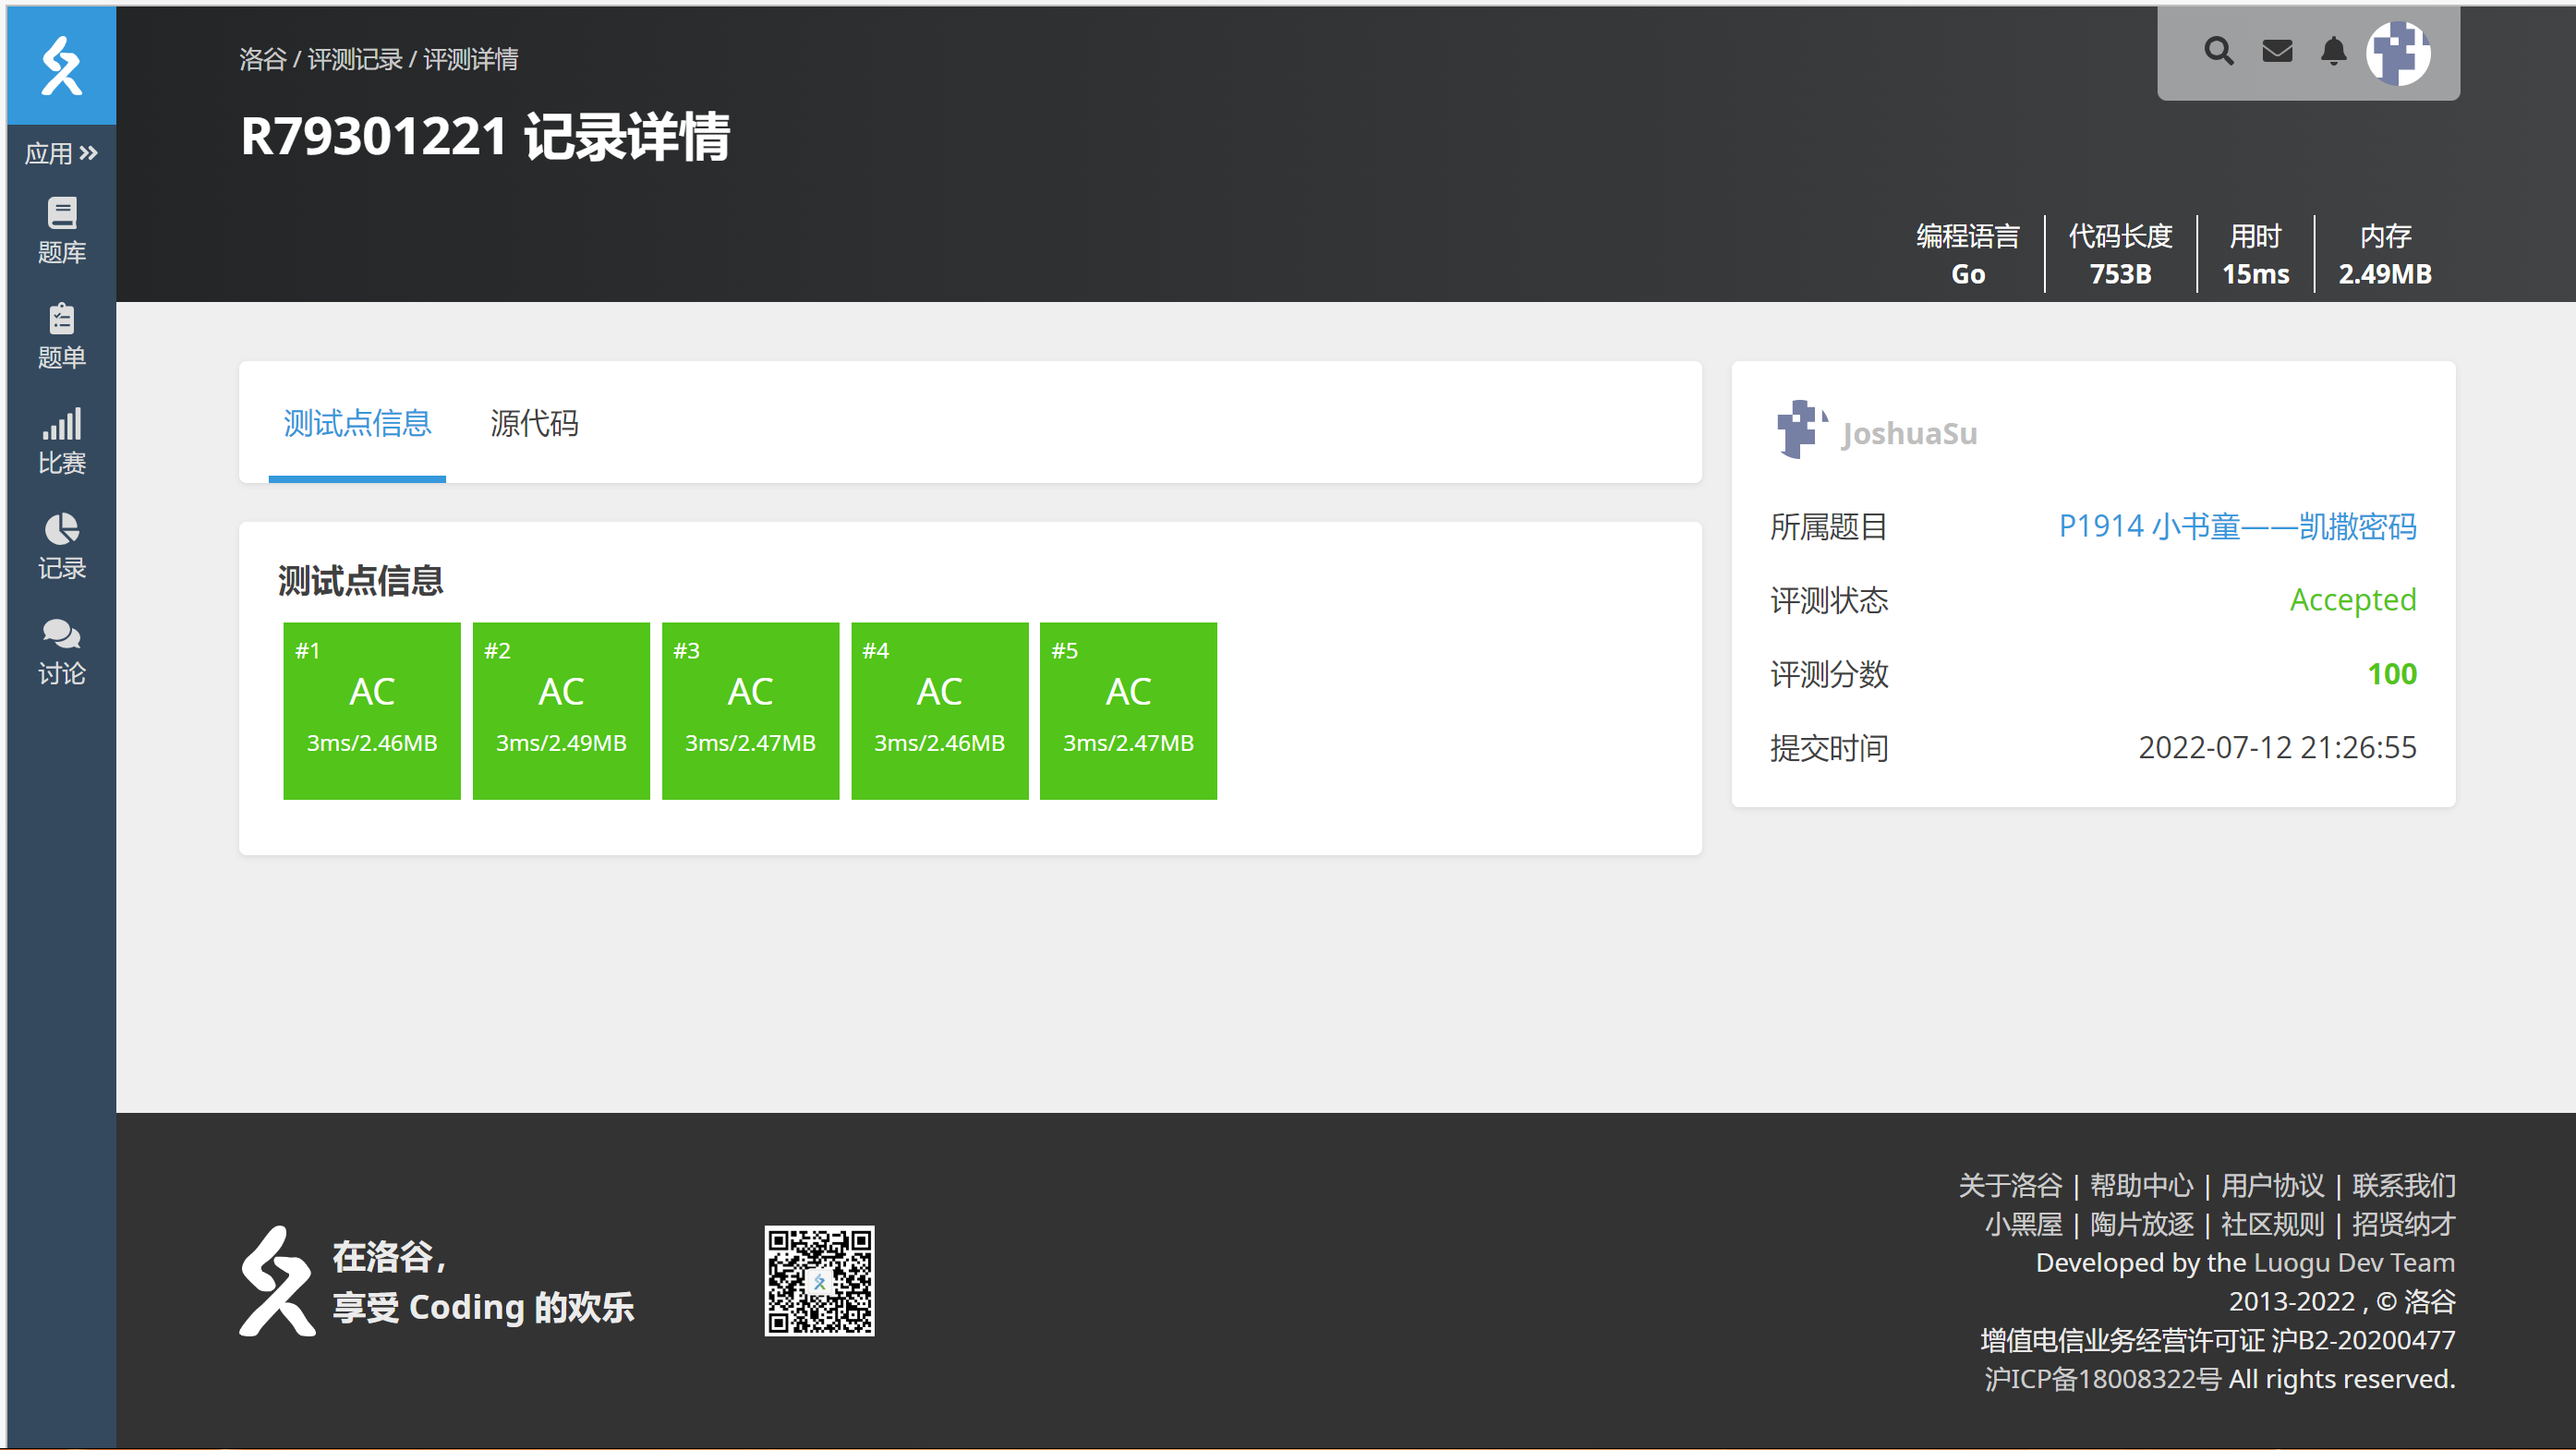 洛谷 / 评测记录 / 评测详情
R79301221 记录详情
应用
题库
题单
比赛
记录
讨论
编程语言 代码长度 用时 内存
Go 753B 15ms 2.49MB
测试点信息 源代码
测试点信息
#1 #2 #3 #4 #5
AC AC AC AC AC
3ms/2.46MB 3ms/2.49MB 3ms/2.47MB 3ms/2.46MB 3ms/2.47MB
JoshuaSu
所属题目 P1914 小书童——凯撒密码
评测状态 Accepted
评测分数 100
提交时间 2022-07-12 21:26:55
在洛谷,
享受 Coding 的欢乐
关于洛谷 | 帮助中心 | 用户协议 | 联系我们
小黑屋 | 陶片放逐 | 社区规则 | 招贤纳才
Developed by the Luogu Dev Team
2013-2022 , © 洛谷
增值电信业务经营许可证 沪B2-20200477
沪ICP备18008322号 All rights reserved.